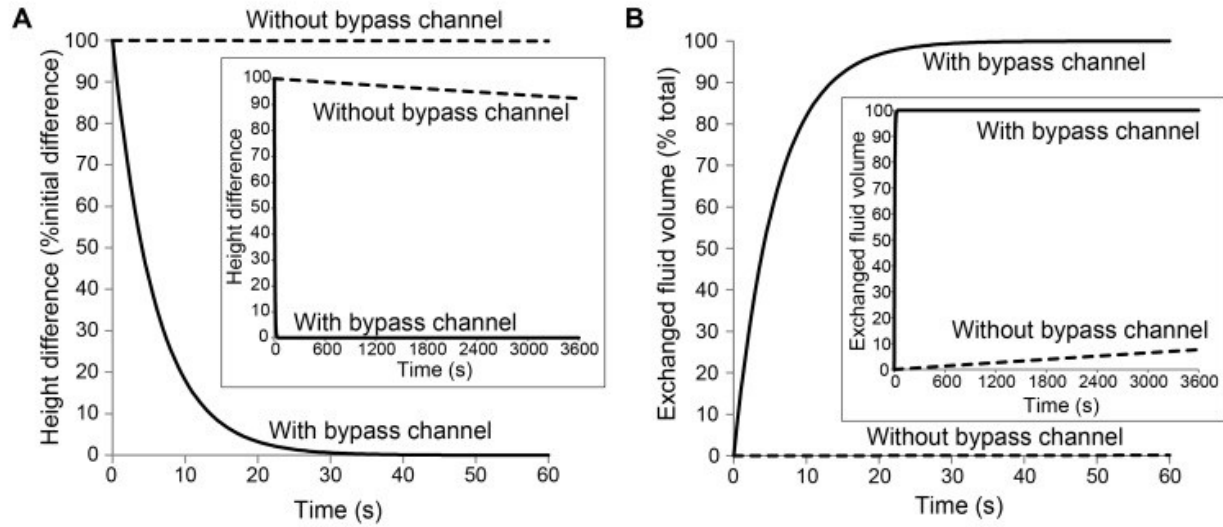 A
Without bypass channel
Height difference (%initial difference)
100
90
80
70
60
50
40
30
20
10
0
0 10 20 30 40 50 60
Time (s)
With bypass channel
Height difference
100
90
80
70
60
50
40
30
20
10
0
Without bypass channel
With bypass channel
0 600 1200 1800 2400 3000 3600
Time (s)
B
Exchanged fluid volume (% total)
100
90
80
70
60
50
40
30
20
10
0
With bypass channel
Without bypass channel
0 10 20 30 40 50 60
Time (s)
Exchanged fluid volume
100
90
80
70
60
50
40
30
20
10
0
With bypass channel
Without bypass channel
0 600 1200 1800 2400 3000 3600
Time (s)